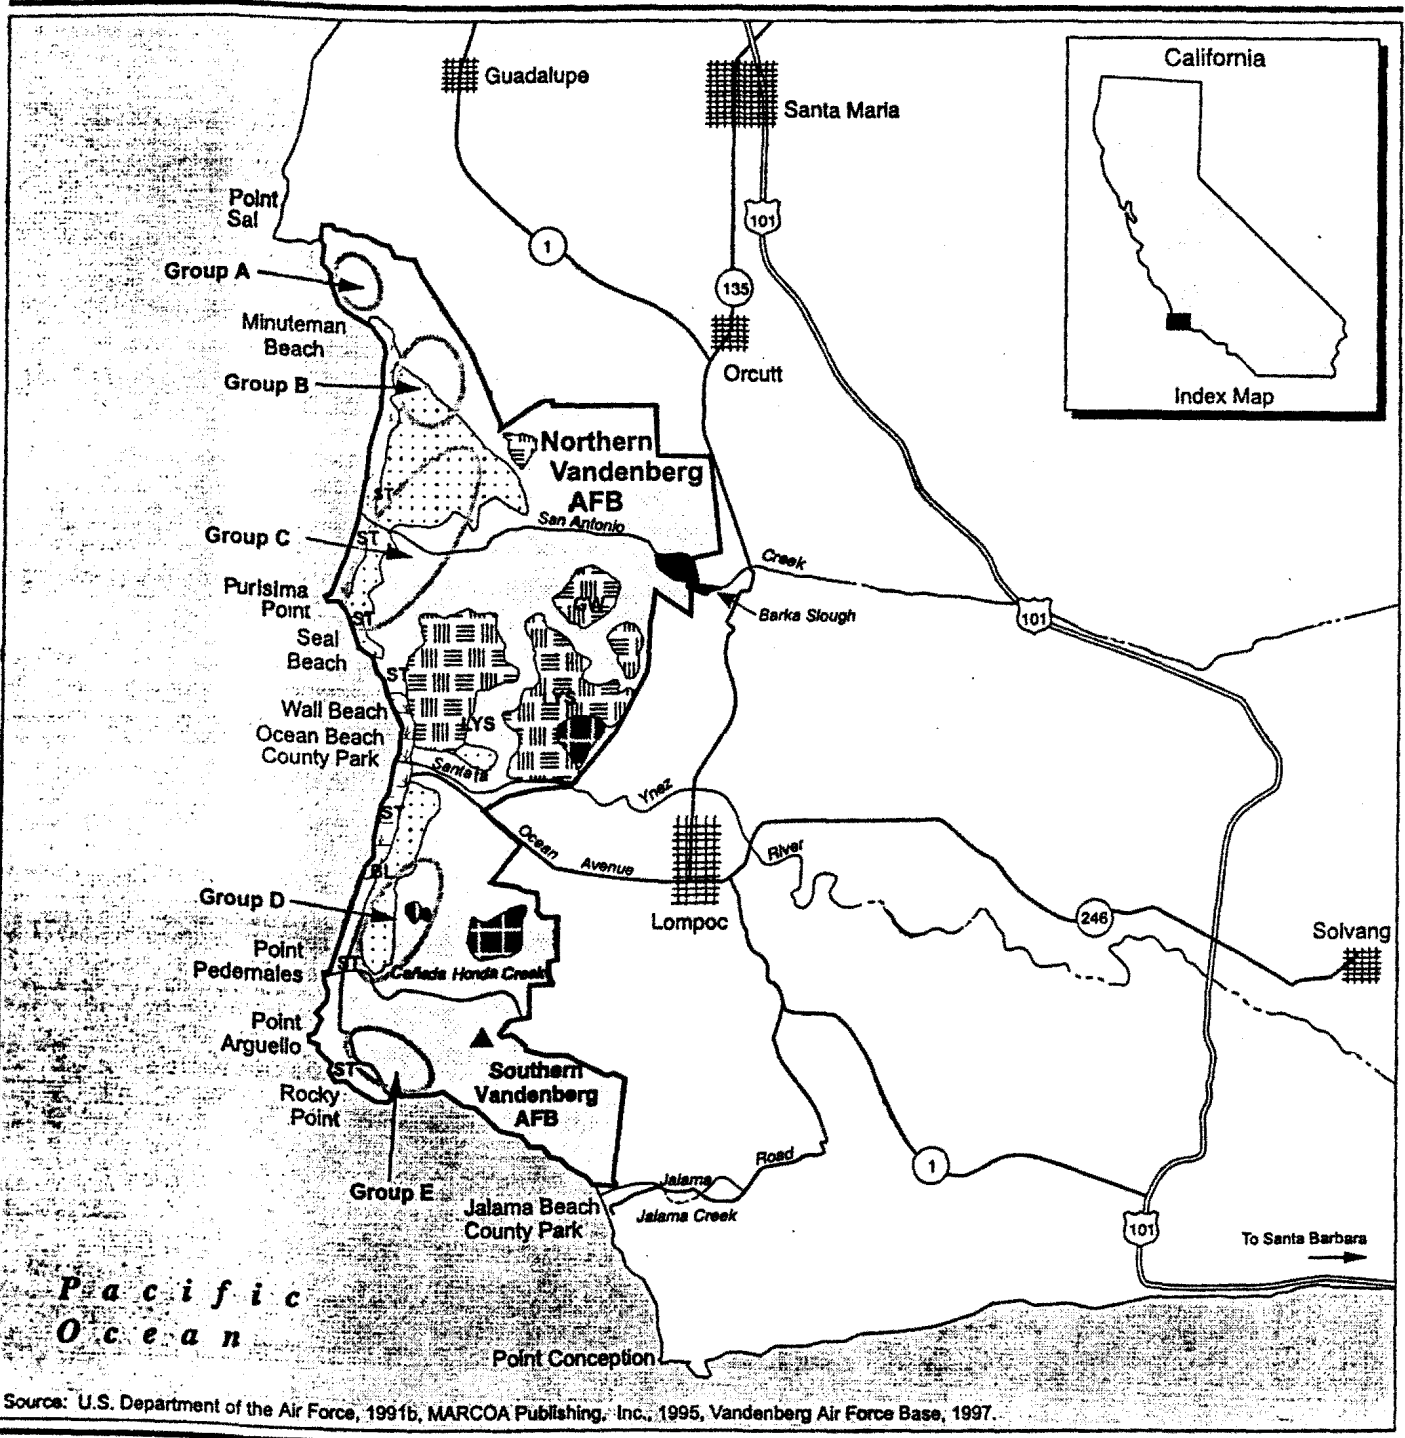 California
Index Map
Guadalupe
Santa Maria
Point
Sal
101
1
Group A
135
Minuteman
Beach
Orcutt
Group B
Northern
Vandenberg
AFB
ST
San Antonio
Group C
ST
Creek
Purisima
Point
GW
ST
Barka Slough
101
Seal
Beach
ST
LYS
Wall Beach
LYS
Ocean Beach
County Park
Santa
Ynez
ST
Ocean
Avenue
River
BL
Group D
Lompoc
246
Solvang
Point
Pedernales
ST
Cañada Honda Creek
Point
Arguello
ST
Southern
Vandenberg
AFB
Rocky
Point
Road
1
Jalama
Group E
Jalama Beach
County Park
Jalama Creek
101
To Santa Barbara
Pacific
Ocean
Point Conception
Source: U.S. Department of the Air Force, 1991b, MARCOA Publishing, Inc., 1995, Vandenberg Air Force Base, 1997.